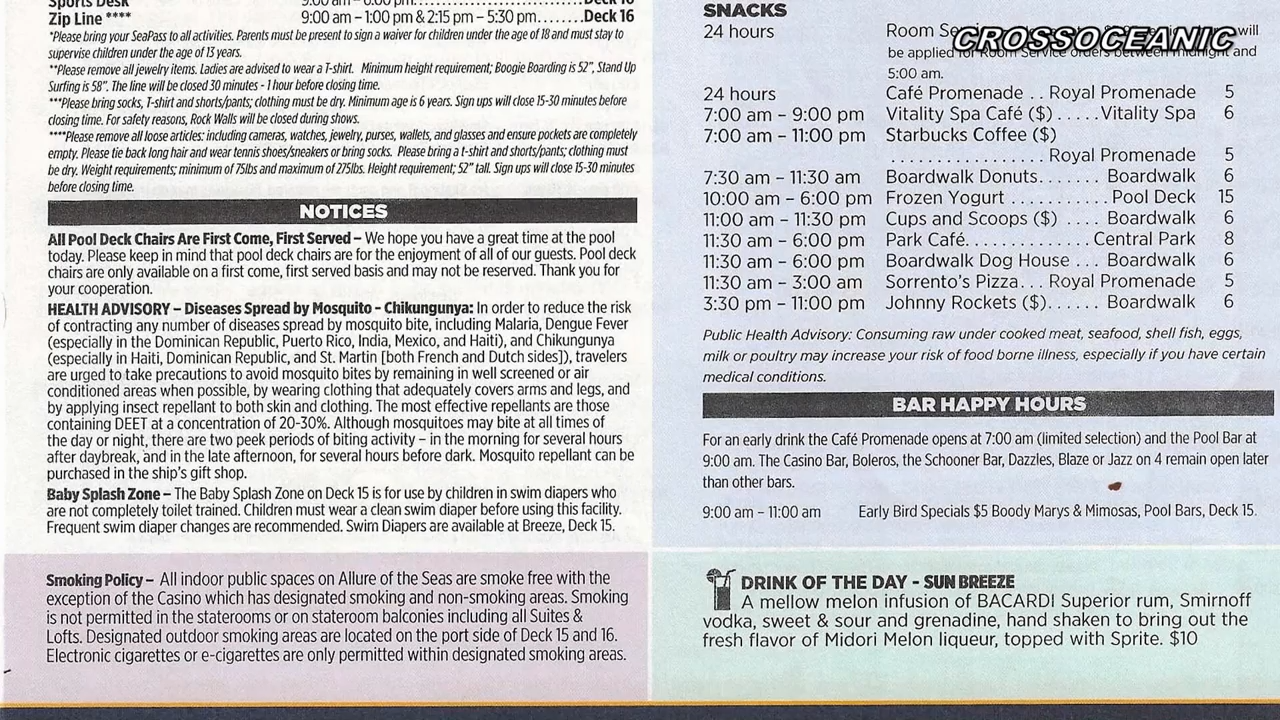 Sports Desk
Zip Line **** 9:00 am – 1:00 pm & 2:15 pm – 5:30 pm........Deck 16
*Please bring your SeaPass to all activities. Parents must be present to sign a waiver for children under the age of 18 and must stay to
supervise children under the age of 13 years.
**Please remove all jewelry items. Ladies are advised to wear a T-shirt. Minimum height requirement; Boogie Boarding is 52", Stand Up
Surfing is 58". The line will be closed 30 minutes - 1 hour before closing time.
***Please bring socks, T-shirt and shorts/pants; clothing must be dry. Minimum age is 6 years. Sign ups will close 15-30 minutes before
closing time. For safety reasons, Rock Walls will be closed during shows.
****Please remove all loose articles: including cameras, watches, jewelry, purses, wallets, and glasses and ensure pockets are completely
empty. Please tie back long hair and wear tennis shoes/sneakers or bring socks. Please bring a t-shirt and shorts/pants; clothing must
be dry. Weight requirements; minimum of 75lbs and maximum of 275lbs. Height requirement; 52" tall. Sign ups will close 15-30 minutes
before closing time.
NOTICES
All Pool Deck Chairs Are First Come, First Served – We hope you have a great time at the pool
today. Please keep in mind that pool deck chairs are for the enjoyment of all of our guests. Pool deck
chairs are only available on a first come, first served basis and may not be reserved. Thank you for
your cooperation.
HEALTH ADVISORY – Diseases Spread by Mosquito - Chikungunya: In order to reduce the risk
of contracting any number of diseases spread by mosquito bite, including Malaria, Dengue Fever
(especially in the Dominican Republic, Puerto Rico, India, Mexico, and Haiti), and Chikungunya
(especially in Haiti, Dominican Republic, and St. Martin [both French and Dutch sides]), travelers
are urged to take precautions to avoid mosquito bites by remaining in well screened or air
conditioned areas when possible, by wearing clothing that adequately covers arms and legs, and
by applying insect repellant to both skin and clothing. The most effective repellants are those
containing DEET at a concentration of 20-30%. Although mosquitoes may bite at all times of
the day or night, there are two peek periods of biting activity – in the morning for several hours
after daybreak, and in the late afternoon, for several hours before dark. Mosquito repellant can be
purchased in the ship's gift shop.
Baby Splash Zone – The Baby Splash Zone on Deck 15 is for use by children in swim diapers who
are not completely toilet trained. Children must wear a clean swim diaper before using this facility.
Frequent swim diaper changes are recommended. Swim Diapers are available at Breeze, Deck 15.
Smoking Policy – All indoor public spaces on Allure of the Seas are smoke free with the
exception of the Casino which has designated smoking and non-smoking areas. Smoking
is not permitted in the staterooms or on stateroom balconies including all Suites &
Lofts. Designated outdoor smoking areas are located on the port side of Deck 15 and 16.
Electronic cigarettes or e-cigarettes are only permitted within designated smoking areas.
SNACKS
CROSSOCEANIC
24 hours Room will
be applied for Room Service orders between midnight and
5:00 am.
24 hours Café Promenade . . Royal Promenade 5
7:00 am – 9:00 pm Vitality Spa Café ($) . . . . . Vitality Spa 6
7:00 am – 11:00 pm Starbucks Coffee ($)
. . . . . . . . . . . . . . . . . Royal Promenade 5
7:30 am – 11:30 am Boardwalk Donuts. . . . . . . Boardwalk 6
10:00 am – 6:00 pm Frozen Yogurt . . . . . . . . . . . Pool Deck 15
11:00 am – 11:30 pm Cups and Scoops ($) . . . . Boardwalk 6
11:30 am – 6:00 pm Park Café. . . . . . . . . . . . . Central Park 8
11:30 am – 6:00 pm Boardwalk Dog House . . . Boardwalk 6
11:30 am – 3:00 am Sorrento's Pizza. . . Royal Promenade 5
3:30 pm – 11:00 pm Johnny Rockets ($). . . . . . Boardwalk 6
Public Health Advisory: Consuming raw under cooked meat, seafood, shell fish, eggs,
milk or poultry may increase your risk of food borne illness, especially if you have certain
medical conditions.
BAR HAPPY HOURS
For an early drink the Café Promenade opens at 7:00 am (limited selection) and the Pool Bar at
9:00 am. The Casino Bar, Boleros, the Schooner Bar, Dazzles, Blaze or Jazz on 4 remain open later
than other bars.
9:00 am – 11:00 am Early Bird Specials $5 Boody Marys & Mimosas, Pool Bars, Deck 15.
DRINK OF THE DAY - SUN BREEZE
A mellow melon infusion of BACARDI Superior rum, Smirnoff
vodka, sweet & sour and grenadine, hand shaken to bring out the
fresh flavor of Midori Melon liqueur, topped with Sprite. $10